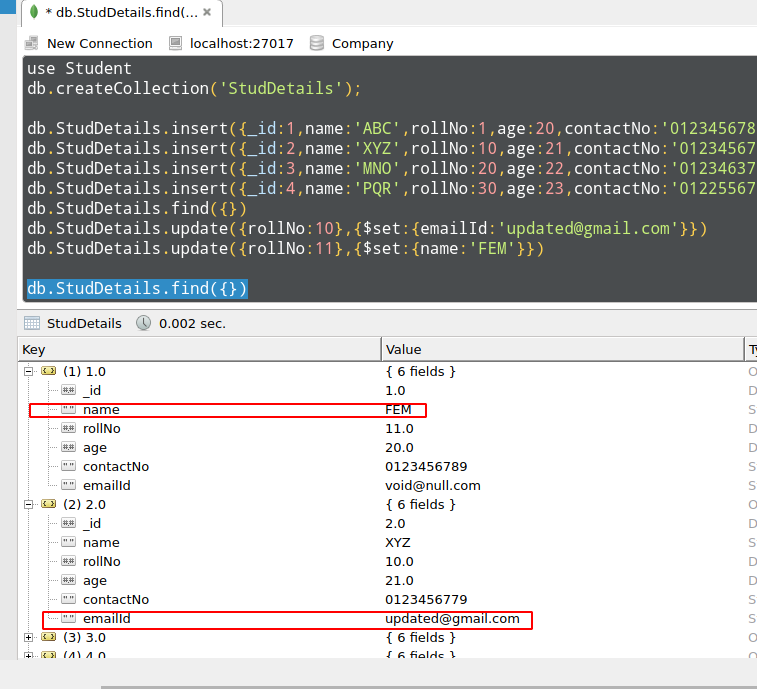 * db.StudDetails.find(... ×
New Connection localhost:27017 Company
use Student
db.createCollection('StudDetails');
db.StudDetails.insert({_id:1,name:'ABC',rollNo:1,age:20,contactNo:'012345678
db.StudDetails.insert({_id:2,name:'XYZ',rollNo:10,age:21,contactNo:'01234567
db.StudDetails.insert({_id:3,name:'MNO',rollNo:20,age:22,contactNo:'01234637
db.StudDetails.insert({_id:4,name:'PQR',rollNo:30,age:23,contactNo:'01225567
db.StudDetails.find({})
db.StudDetails.update({rollNo:10},{$set:{emailId:'updated@gmail.com'}})
db.StudDetails.update({rollNo:11},{$set:{name:'FEM'}})
db.StudDetails.find({})
StudDetails 0.002 sec.
Key Value Ty
(1) 1.0 { 6 fields } O
_id 1.0 D
name FEM S
rollNo 11.0 D
age 20.0 D
contactNo 0123456789 S
emailId void@null.com S
(2) 2.0 { 6 fields } O
_id 2.0 D
name XYZ S
rollNo 10.0 D
age 21.0 D
contactNo 0123456779 S
emailId updated@gmail.com S
(3) 3.0 { 6 fields } O
(4) 4.0 { 6 fields }